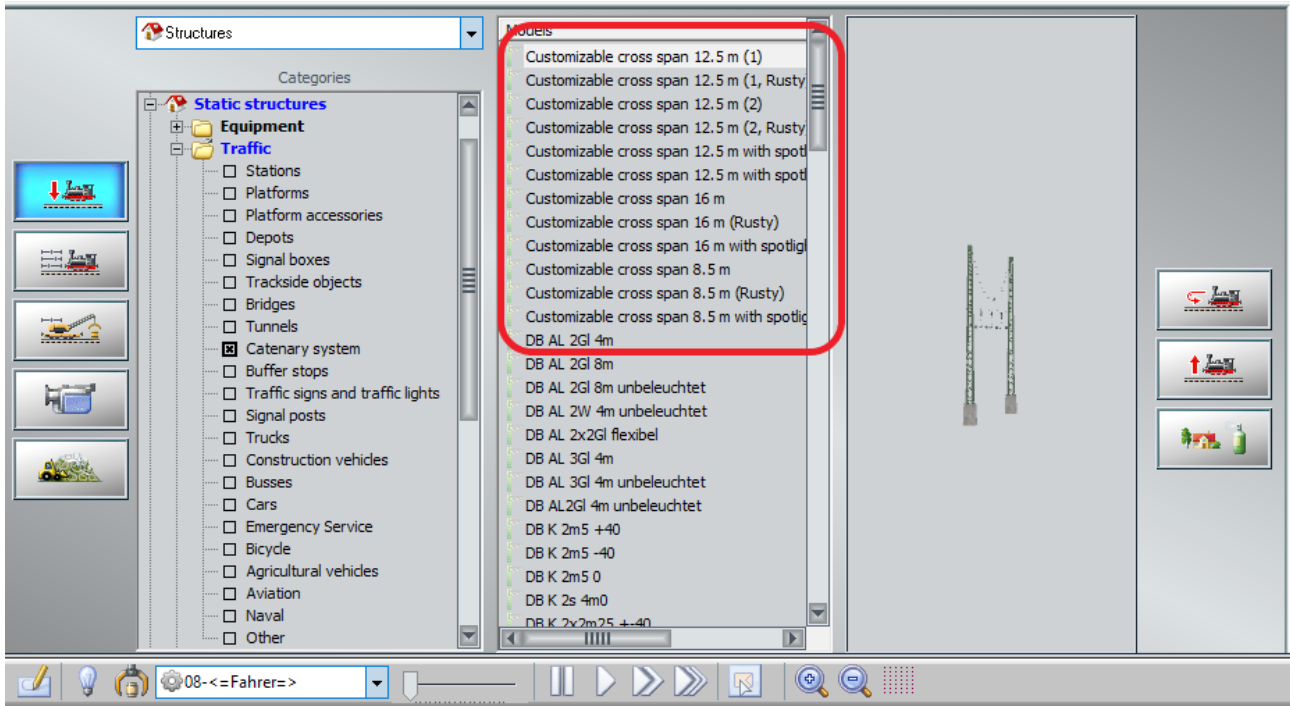 Structures
Categories
Static structures
Equipment
Traffic
Stations
Platforms
Platform accessories
Depots
Signal boxes
Trackside objects
Bridges
Tunnels
Catenary system
Buffer stops
Traffic signs and traffic lights
Signal posts
Trucks
Construction vehicles
Busses
Cars
Emergency Service
Bicycle
Agricultural vehicles
Aviation
Naval
Other
Models
Customizable cross span 12.5 m (1)
Customizable cross span 12.5 m (1, Rusty
Customizable cross span 12.5 m (2)
Customizable cross span 12.5 m (2, Rusty
Customizable cross span 12.5 m with spotl
Customizable cross span 12.5 m with spotl
Customizable cross span 16 m
Customizable cross span 16 m (Rusty)
Customizable cross span 16 m with spotligl
Customizable cross span 8.5 m
Customizable cross span 8.5 m (Rusty)
Customizable cross span 8.5 m with spotlig
DB AL 2Gl 4m
DB AL 2Gl 8m
DB AL 2Gl 8m unbeleuchtet
DB AL 2W 4m unbeleuchtet
DB AL 2x2Gl flexibel
DB AL 3Gl 4m
DB AL 3Gl 4m unbeleuchtet
DB AL2Gl 4m unbeleuchtet
DB K 2m5 +40
DB K 2m5 -40
DB K 2m5 0
DB K 2s 4m0
DB K 2x2m25 +-40
08-<=Fahrer=>